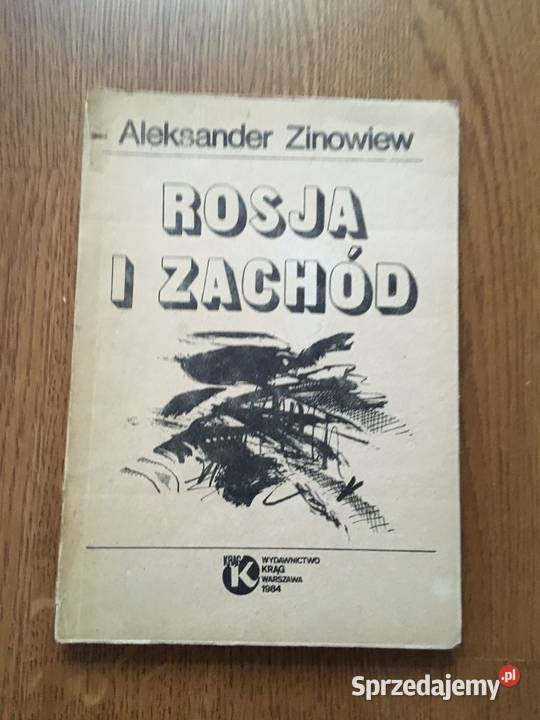 Aleksander Zinowiew
ROSJA
I ZACHÓD
KRĄG
K
WYDAWNICTWO
KRĄG
WARSZAWA
1984
Sprzedajemy.pl